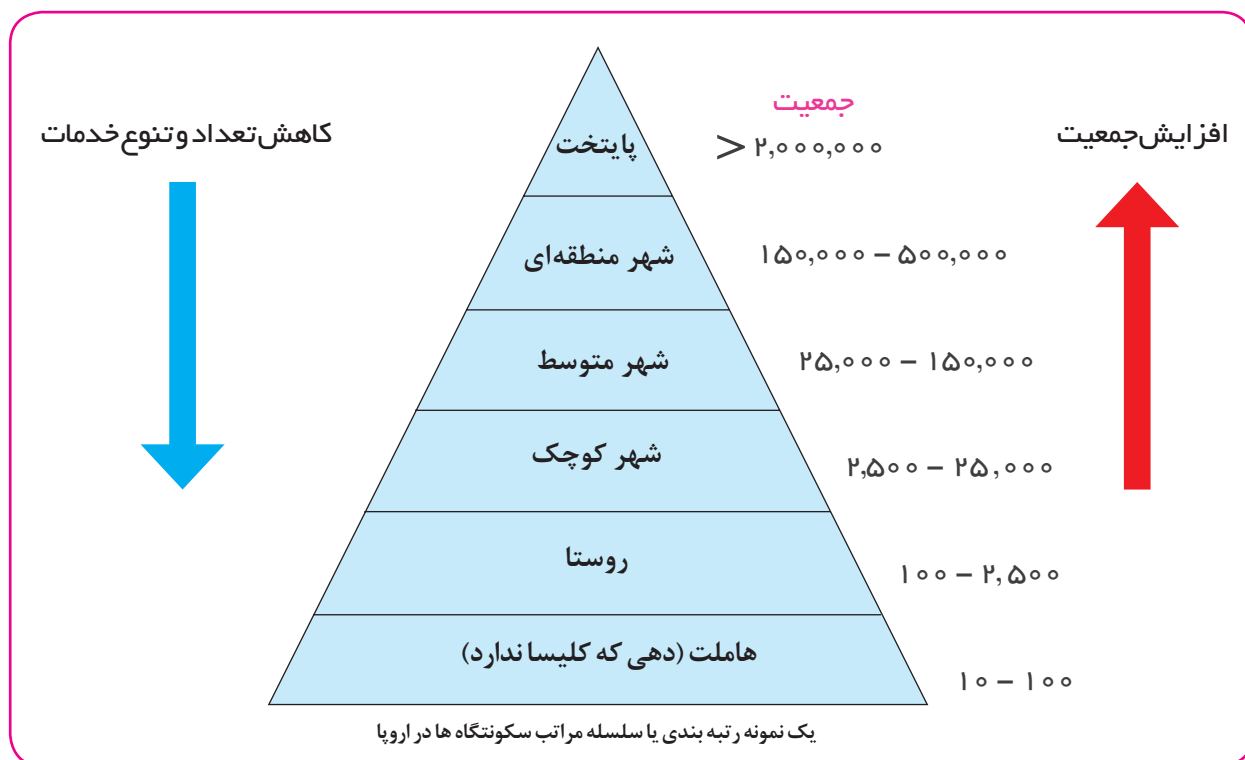 جمعیت
افزایش جمعیت
کاهش تعداد و تنوع خدمات
پایتخت
> ۲,۰۰۰,۰۰۰
شهر منطقه‌ای
۱۵۰,۰۰۰ – ۵۰۰,۰۰۰
شهر متوسط
۲۵,۰۰۰ – ۱۵۰,۰۰۰
شهر کوچک
۲,۵۰۰ – ۲۵,۰۰۰
روستا
۱۰۰ – ۲,۵۰۰
هاملت (دهی که کلیسا ندارد)
۱۰ – ۱۰۰
یک نمونه رتبه بندی یا سلسله مراتب سکونتگاه ها در اروپا